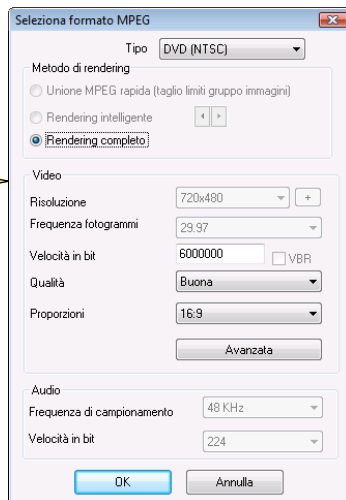 Seleziona formato MPEG
Tipo DVD (NTSC)
Metodo di rendering
Unione MPEG rapida (taglio limiti gruppo immagini)
Rendering intelligente
Rendering completo
Video
Risoluzione 720x480 +
Frequenza fotogrammi 29.97
Velocità in bit 6000000 VBR
Qualità Buona
Proporzioni 16:9
Avanzata
Audio
Frequenza di campionamento 48 KHz
Velocità in bit 224
OK Annulla